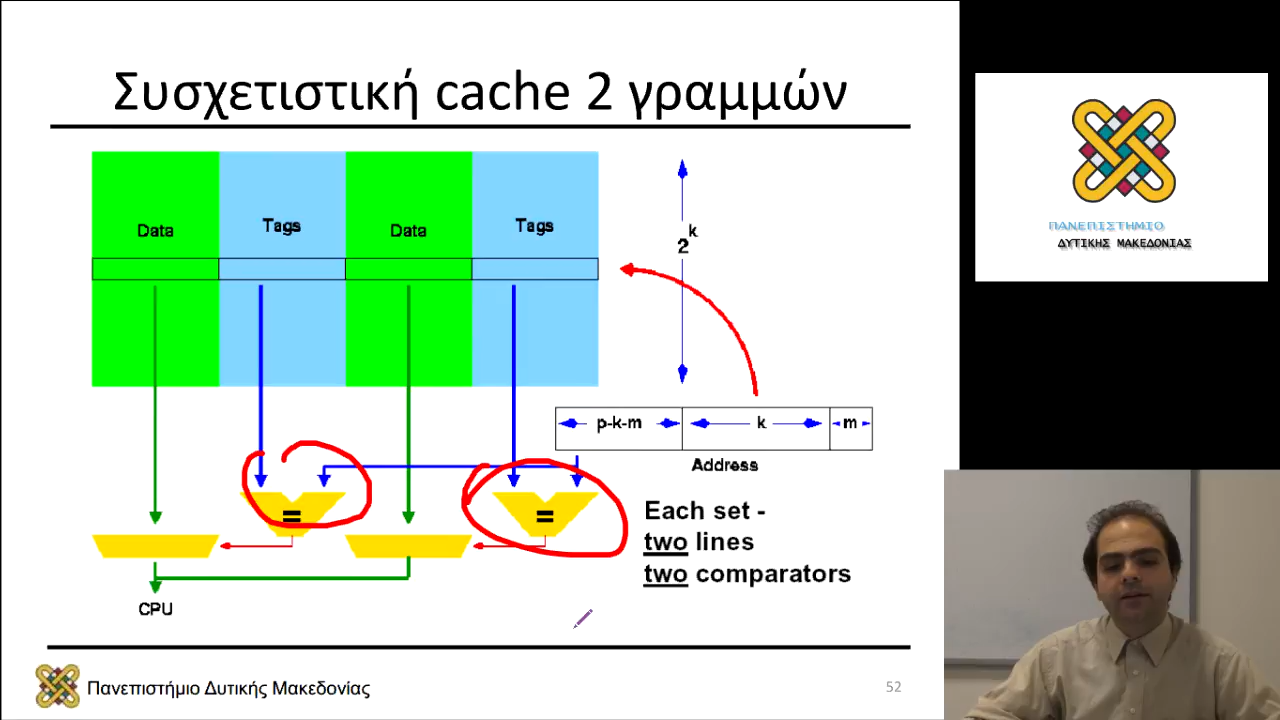 Συσχετιστική cache 2 γραμμών
Data
Tags
Data
Tags
2 k
p-k-m
k
m
Address
=
=
Each set -
two lines
two comparators
CPU
Πανεπιστήμιο Δυτικής Μακεδονίας
52
ΠΑΝΕΠΙΣΤΗΜΙΟ
ΔΥΤΙΚΗΣ ΜΑΚΕΔΟΝΙΑΣ